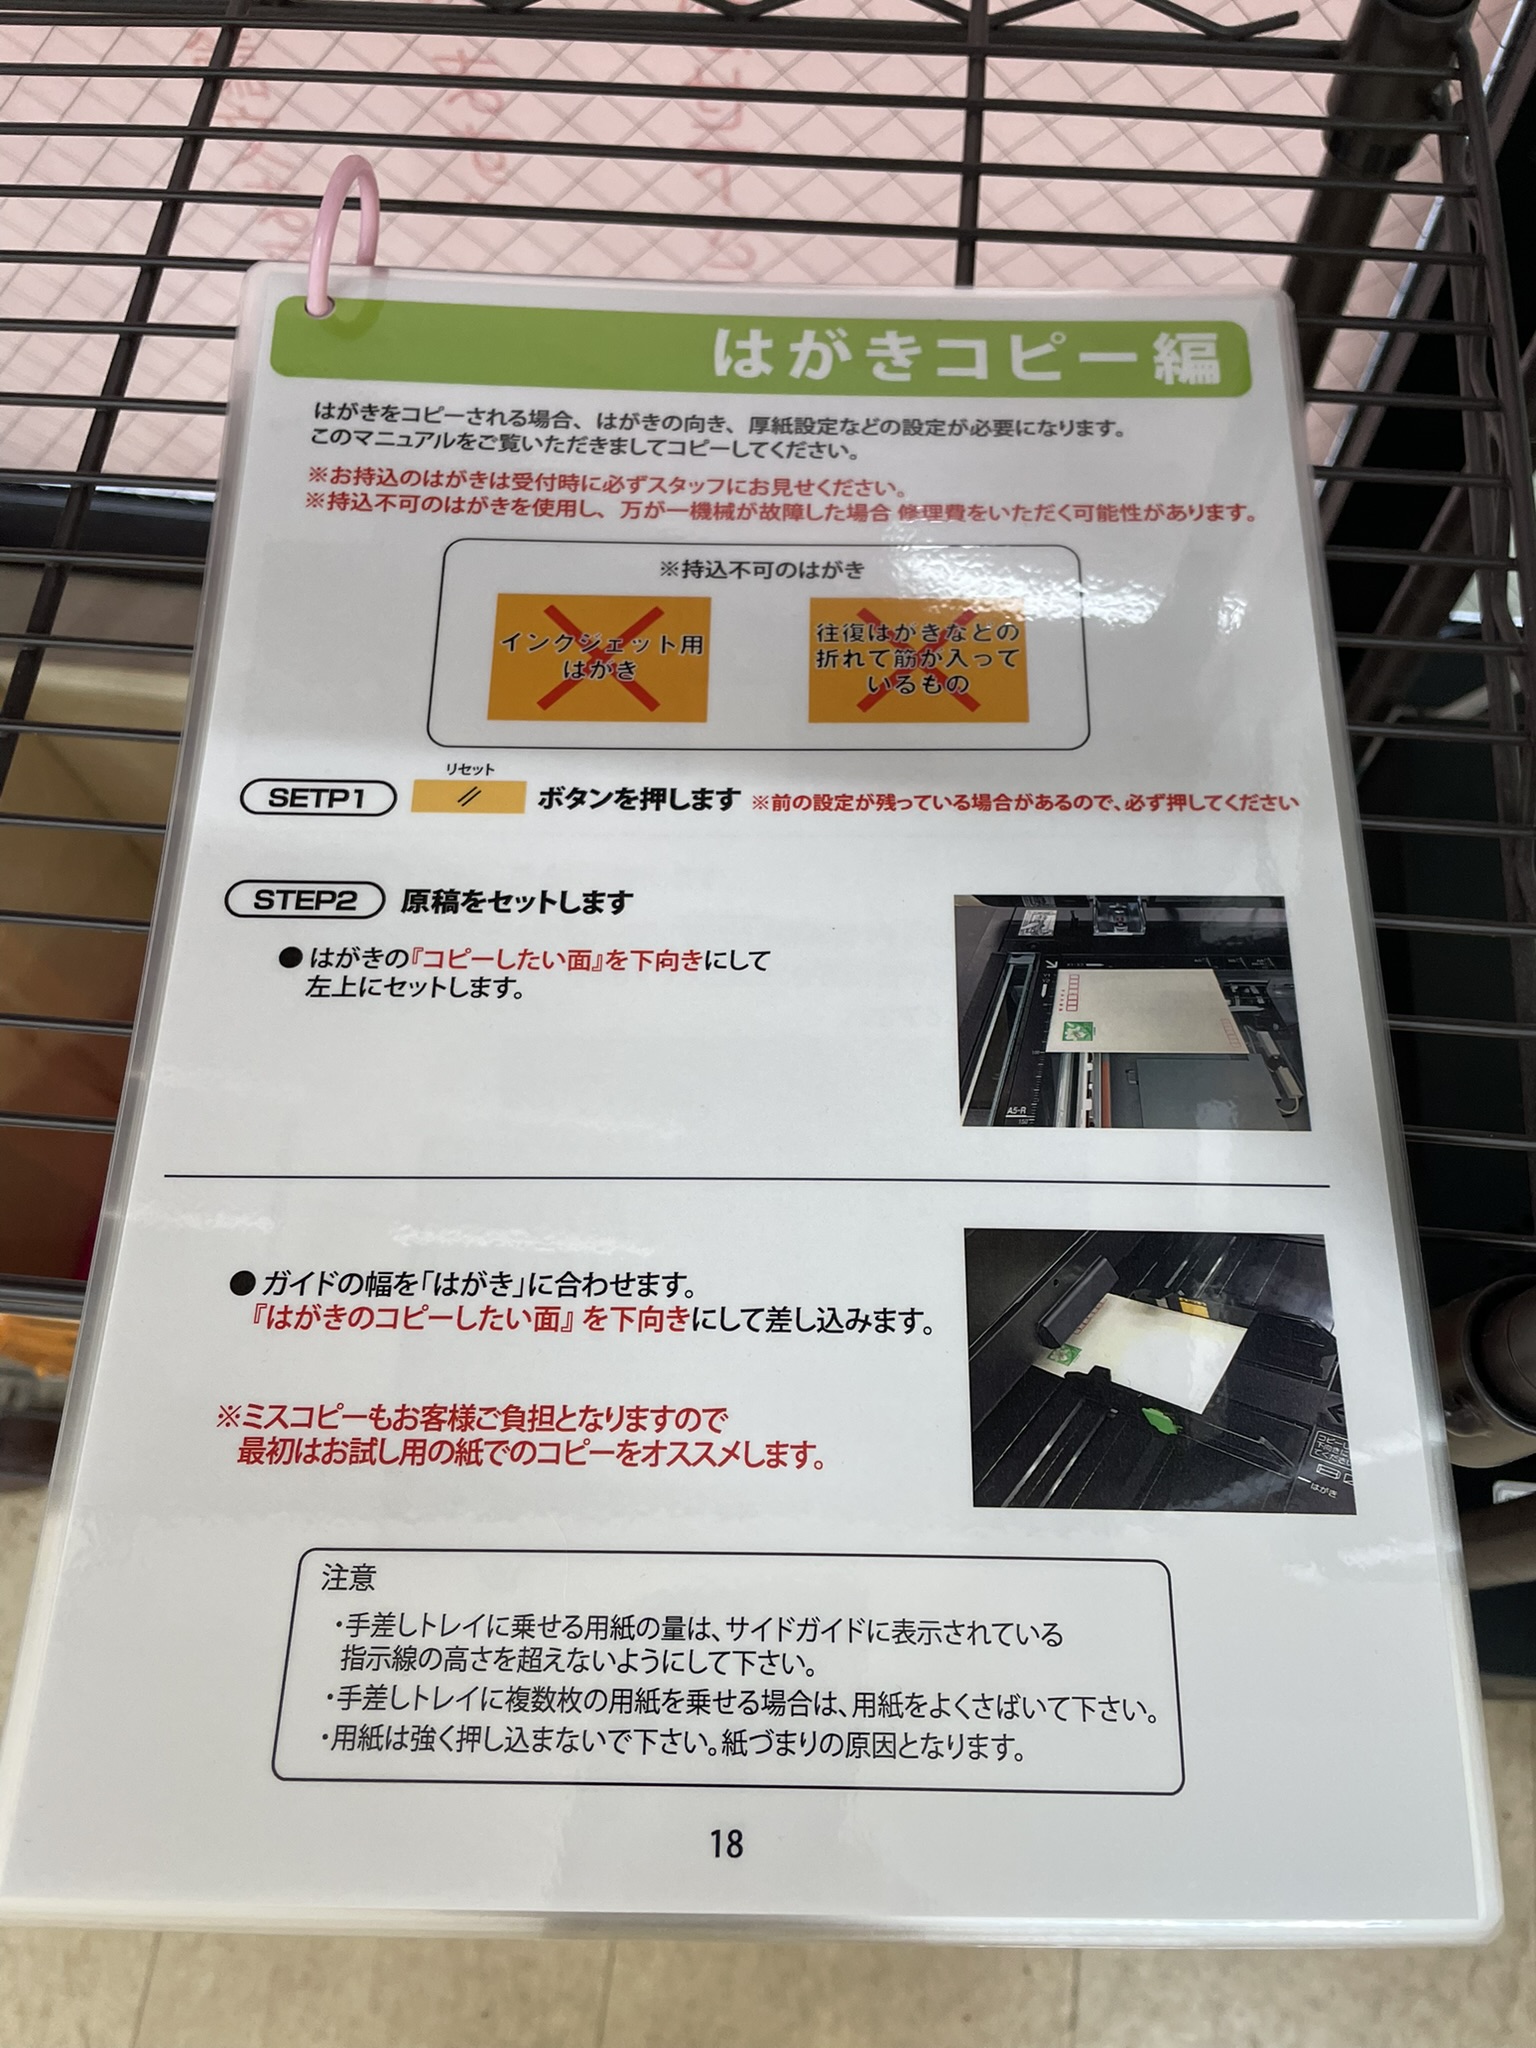 はがきコピー編
はがきをコピーされる場合、はがきの向き、厚紙設定などの設定が必要になります。
このマニュアルをご覧いただきましてコピーしてください。
※お持込のはがきは受付時に必ずスタッフにお見せください。
※持込不可のはがきを使用し、万が一機械が故障した場合 修理費をいただく可能性があります。
※持込不可のはがき
インクジェット用
はがき
往復はがきなどの
折れて筋が入って
いるもの
リセット
SETP1 // ボタンを押します ※前の設定が残っている場合があるので、必ず押してください
STEP2 原稿をセットします
●はがきの『コピーしたい面』を下向きにして
左上にセットします。
A5-R
●ガイドの幅を「はがき」に合わせます。
『はがきのコピーしたい面』を下向きにして差し込みます。
はがき
※ミスコピーもお客様ご負担となりますので
最初はお試し用の紙でのコピーをオススメします。
注意
・手差しトレイに乗せる用紙の量は、サイドガイドに表示されている
指示線の高さを超えないようにして下さい。
・手差しトレイに複数枚の用紙を乗せる場合は、用紙をよくさばいて下さい。
・用紙は強く押し込まないで下さい。紙づまりの原因となります。
18